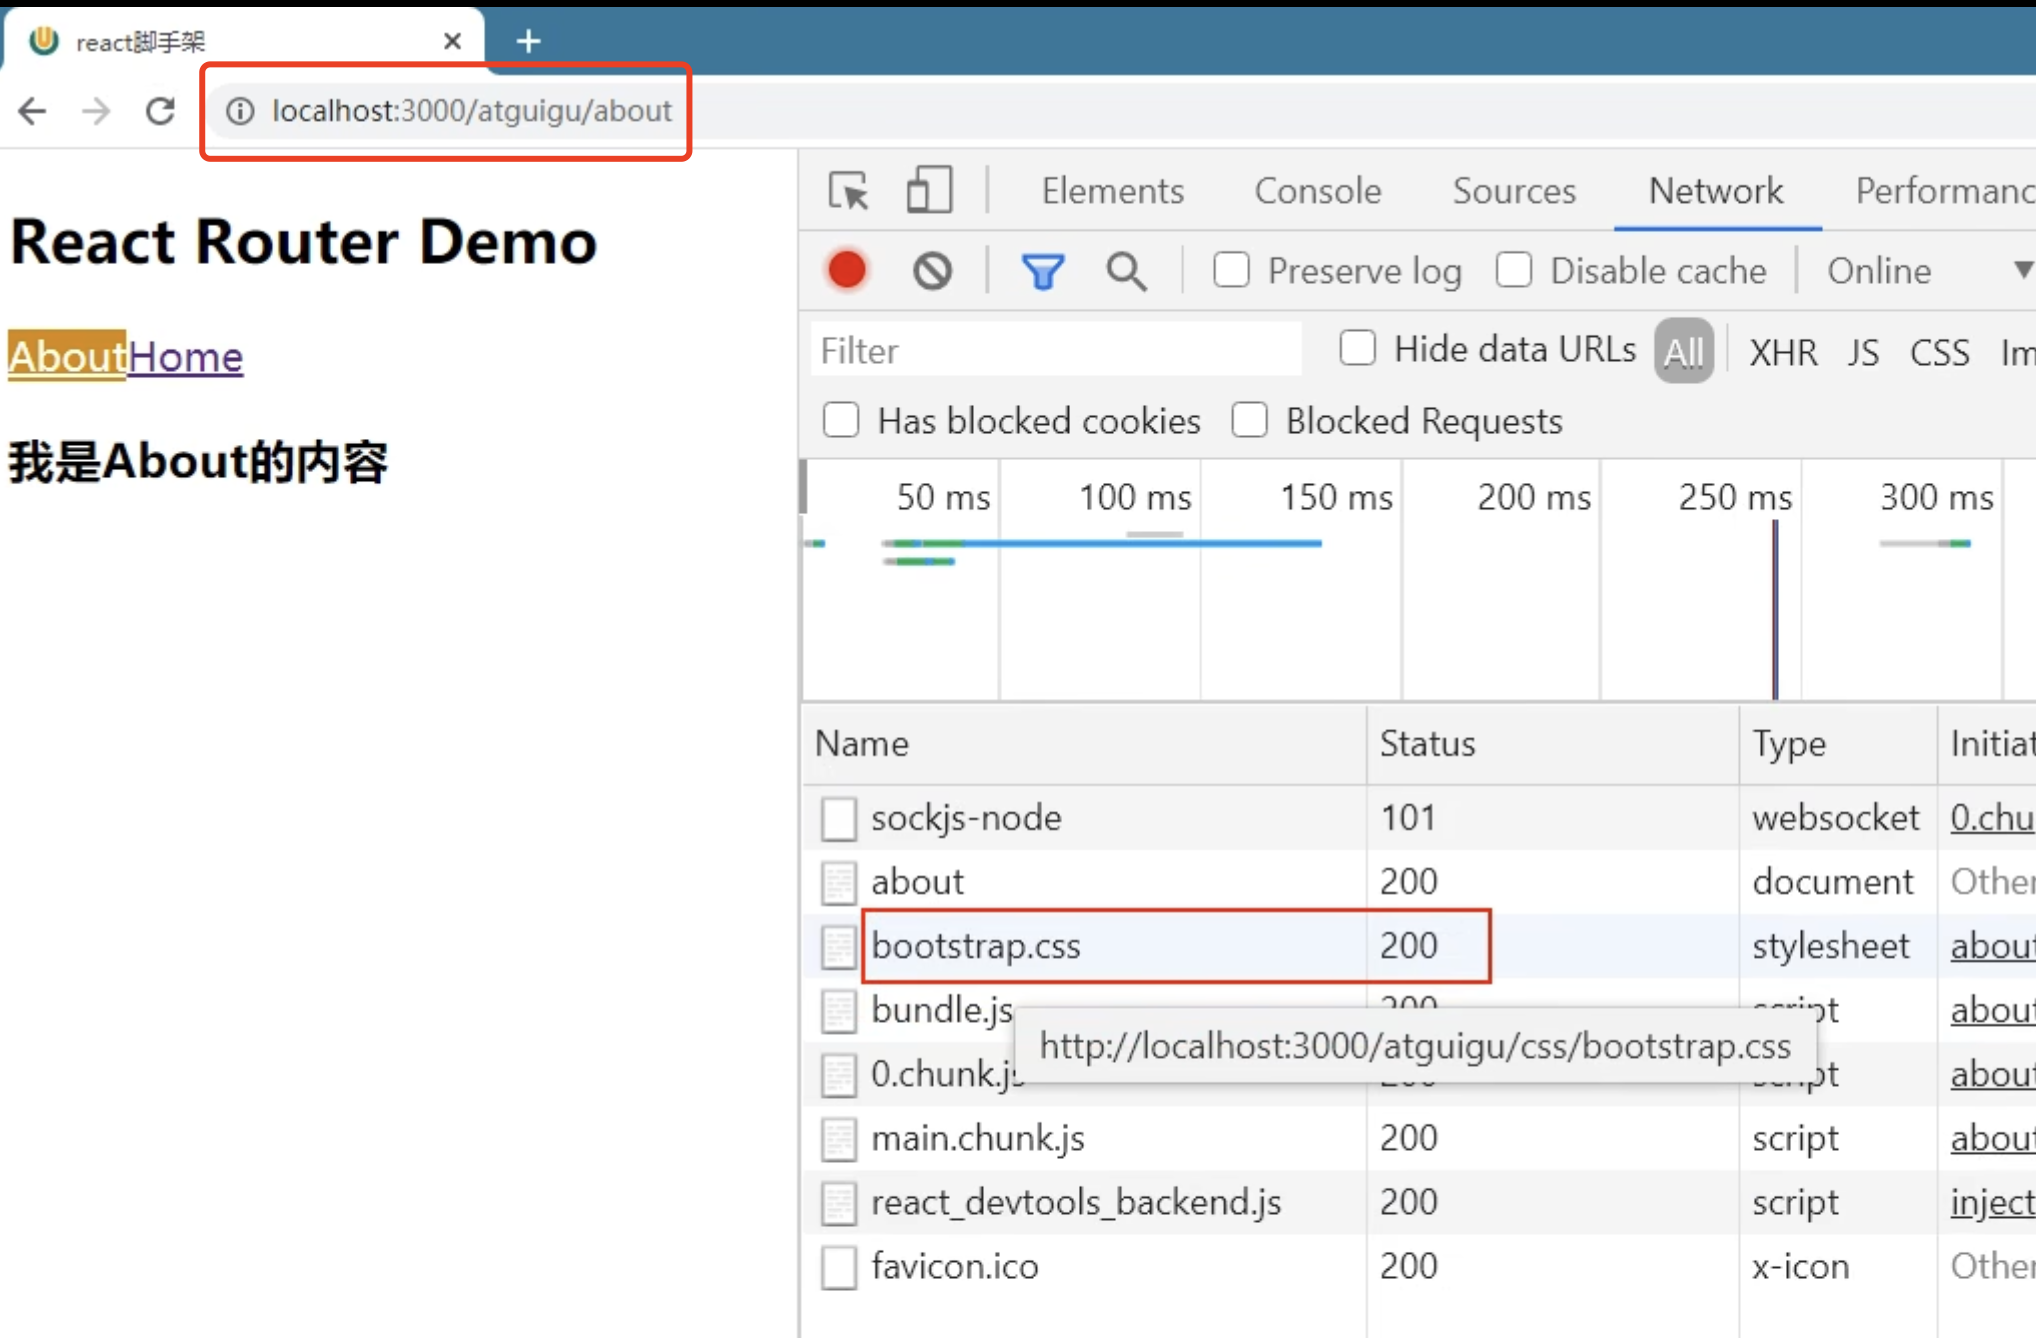 react脚手架
localhost:3000/atguigu/about
React Router Demo
AboutHome
我是About的内容
Elements Console Sources Network Performanc
Preserve log Disable cache Online
Filter Hide data URLs All XHR JS CSS Im
Has blocked cookies Blocked Requests
50 ms 100 ms 150 ms 200 ms 250 ms 300 ms
Name Status Type Initiat
sockjs-node 101 websocket 0.chu
about 200 document Other
bootstrap.css 200 stylesheet about
bundle.js 200 script about
http://localhost:3000/atguigu/css/bootstrap.css
0.chunk.js 200 script about
main.chunk.js 200 script about
react_devtools_backend.js 200 script inject
favicon.ico 200 x-icon Other